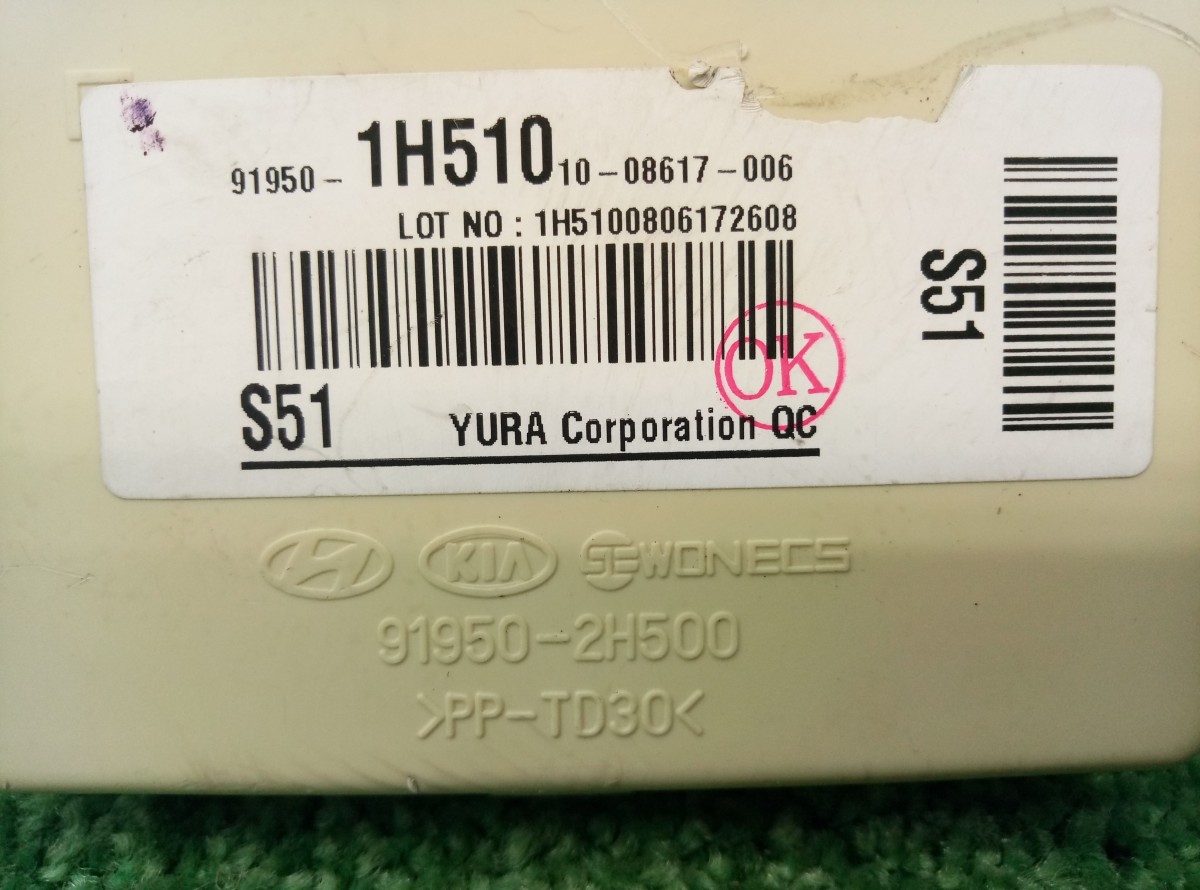 91950- 1H510 10-08617-006
LOT NO : 1H5100806172608
S51
OK
S51
YURA Corporation QC
KIA SEWONECS
91950-2H500
>PP-TD30<